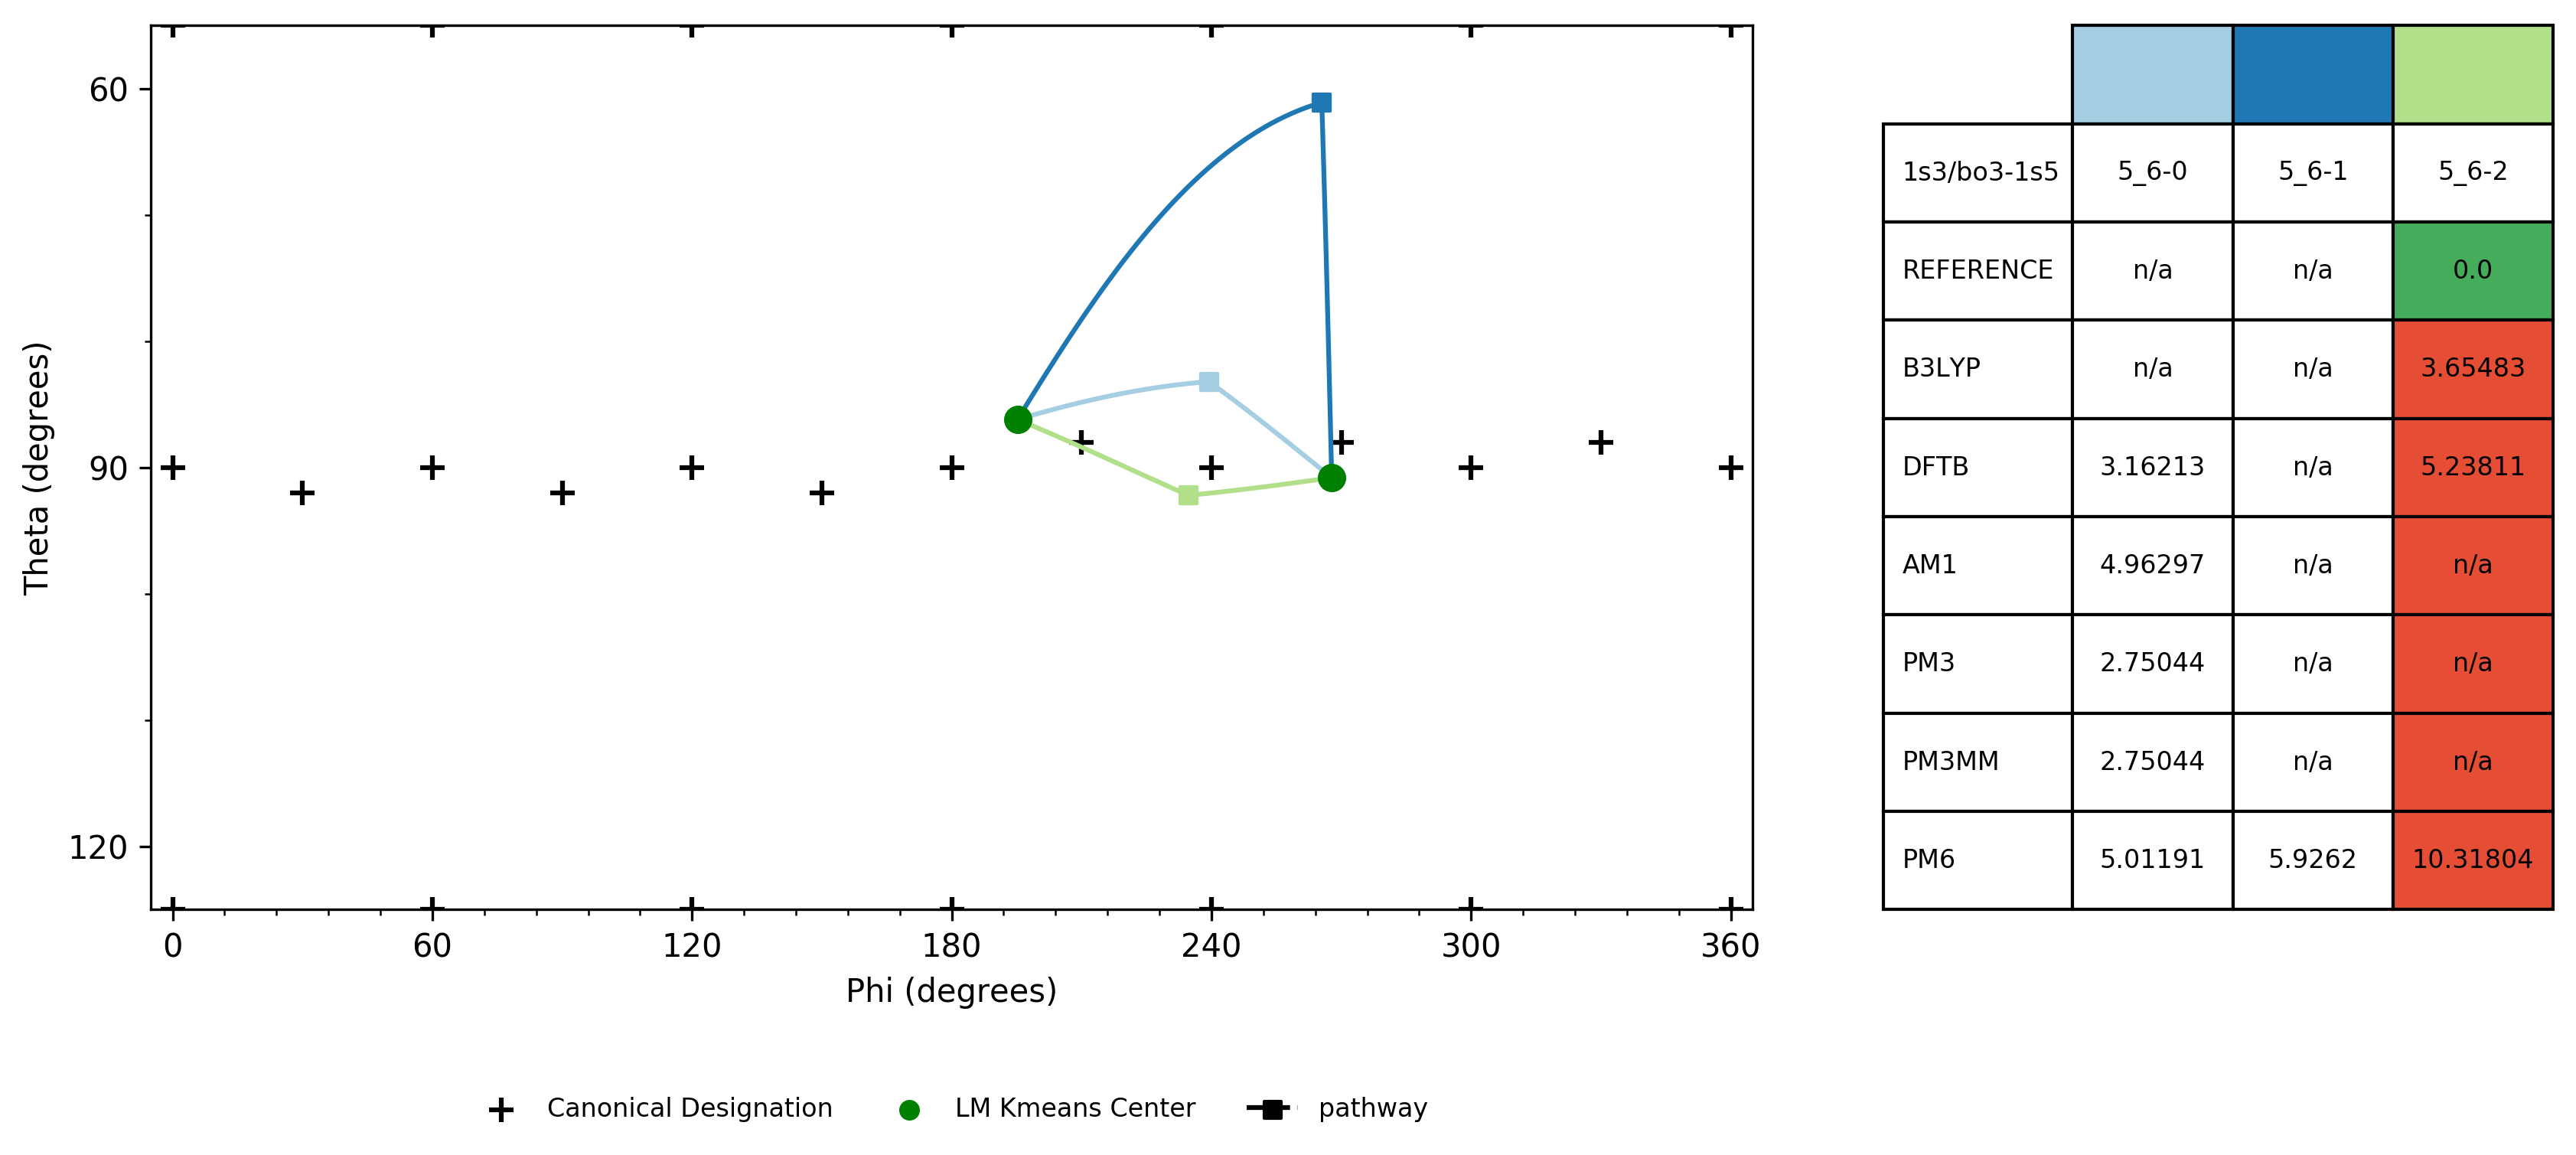 60
90
120
Theta (degrees)
0 60 120 180 240 300 360
Phi (degrees)
Canonical Designation LM Kmeans Center pathway
1s3/bo3-1s5 5_6-0 5_6-1 5_6-2
REFERENCE n/a n/a 0.0
B3LYP n/a n/a 3.65483
DFTB 3.16213 n/a 5.23811
AM1 4.96297 n/a n/a
PM3 2.75044 n/a n/a
PM3MM 2.75044 n/a n/a
PM6 5.01191 5.9262 10.31804